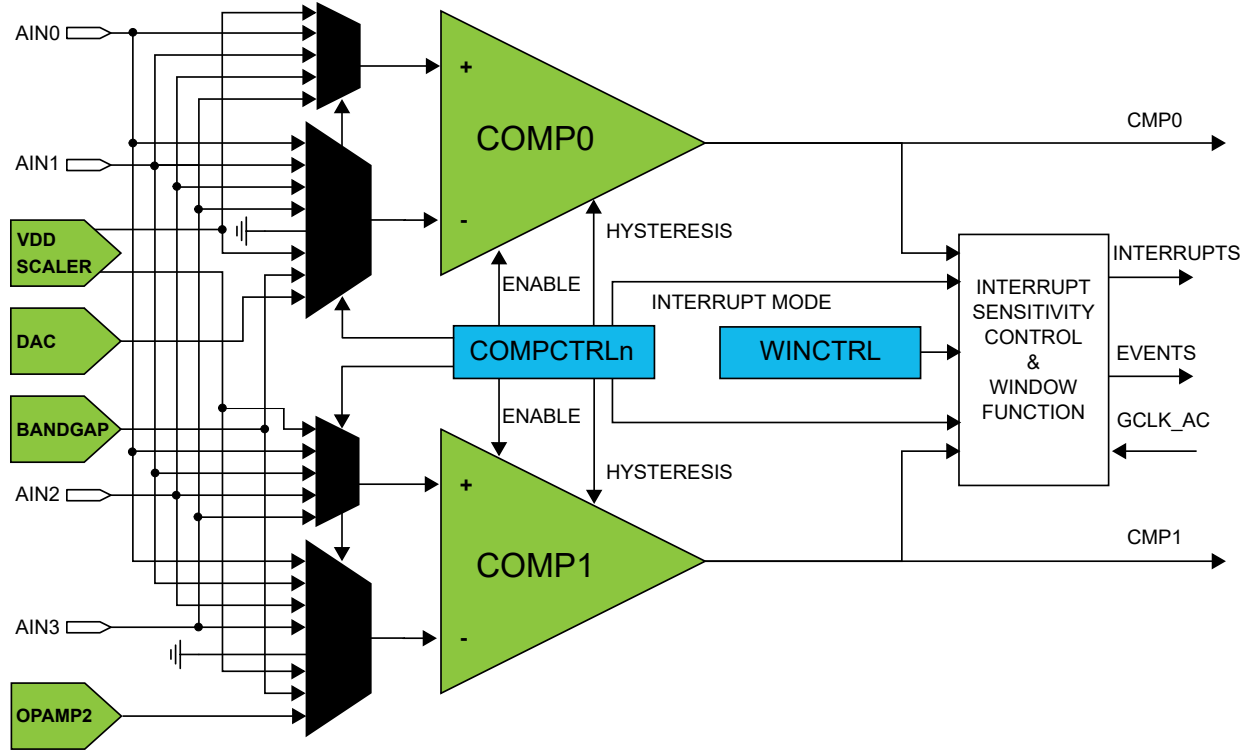 AIN0
+
COMP0
-
CMP0
AIN1
VDD
SCALER
HYSTERESIS
ENABLE
INTERRUPT MODE
INTERRUPT
SENSITIVITY
CONTROL
&
WINDOW
FUNCTION
INTERRUPTS
DAC
COMPCTRLn
WINCTRL
EVENTS
BANDGAP
ENABLE
GCLK_AC
HYSTERESIS
AIN2
+
COMP1
-
CMP1
AIN3
OPAMP2